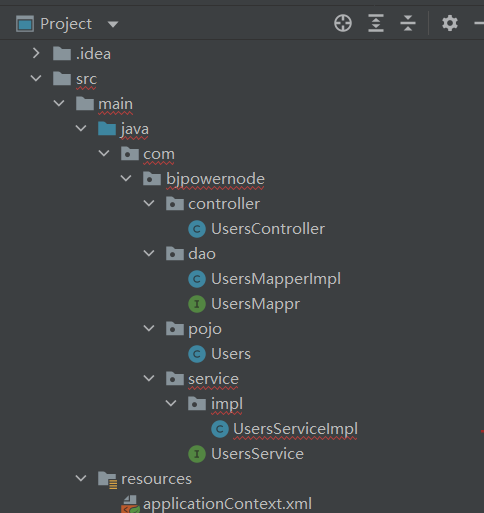 Project
.idea
src
main
java
com
bjpowernode
controller
UsersController
dao
UsersMapperImpl
UsersMappr
pojo
Users
service
impl
UsersServiceImpl
UsersService
resources
applicationContext.xml